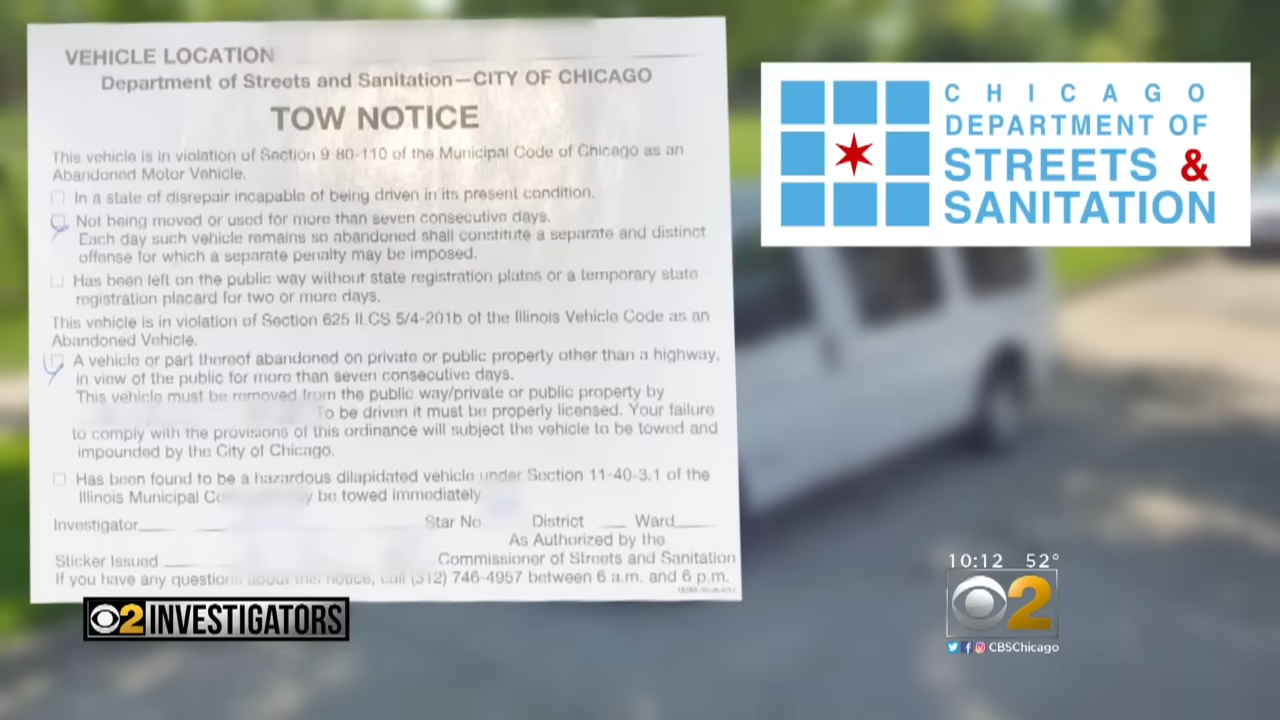 VEHICLE LOCATION
Department of Streets and Sanitation—CITY OF CHICAGO
TOW NOTICE
This vehicle is in violation of Section 9 80-110 of the Municipal Code of Chicago as an
Abandoned Motor Vehicle.
In a state of disrepair incapable of being driven in its present condition.
Not being moved or used for more than seven consecutive days.
Each day such vehicle remains so abandoned shall constitute a separate and distinct
offense for which a separate penalty may be imposed.
Has been left on the public way without state registration plates or a temporary state
registration placard for two or more days.
This vehicle is in violation of Section 625 ILCS 5/4-201b of the Illinois Vehicle Code as an
Abandoned Vehicle.
A vehicle or part thereof abandoned on private or public property other than a highway,
in view of the public for more than seven consecutive days.
This vehicle must be removed from the public way/private or public property by
To be driven it must be properly licensed. Your failure
to comply with the provisions of this ordinance will subject the vehicle to be towed and
impounded by the City of Chicago.
Has been found to be a hazardous dilapidated vehicle under Section 11-40-3.1 of the
Illinois Municipal be towed immediately
Investigator Star No District Ward
As Authorized by the
Sticker Issued Commissioner of Streets and Sanitation
If you have any questions about this notice, call (312) 746-4957 between 6 a.m. and 6 p.m.
CHICAGO
DEPARTMENT OF
STREETS &
SANITATION
2 INVESTIGATORS
10:12 52°
2
CBSChicago